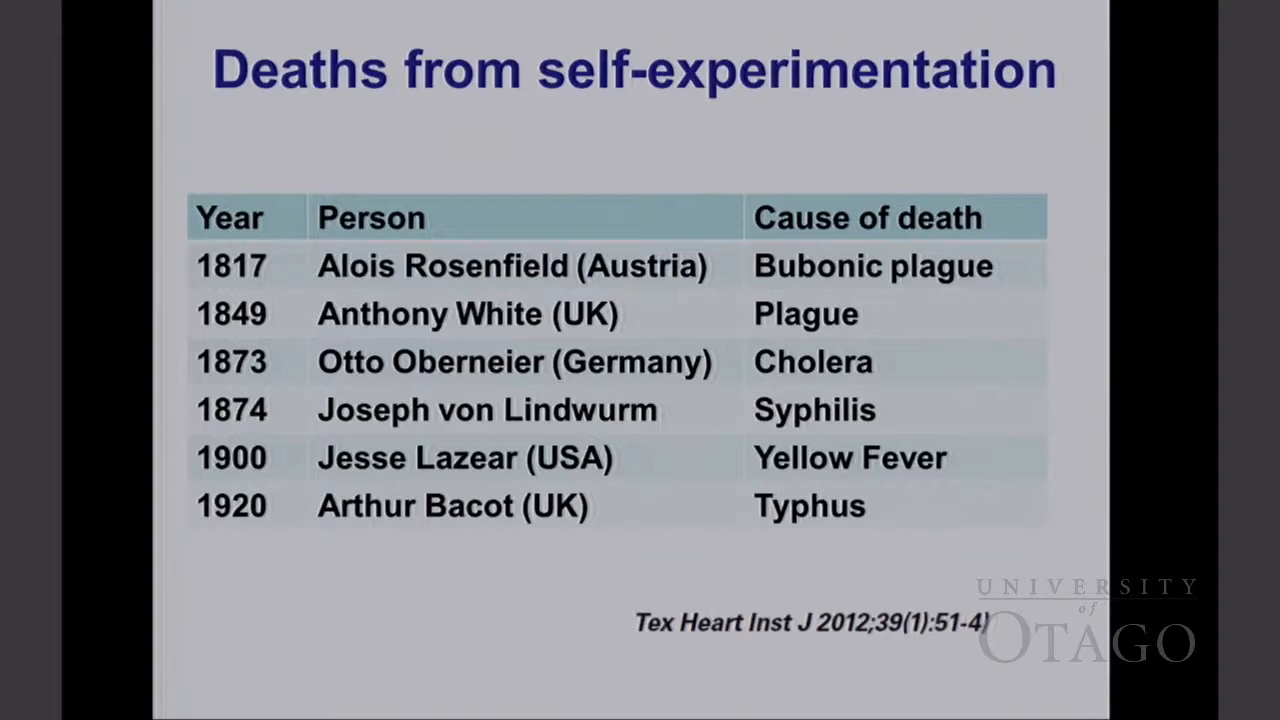 Deaths from self-experimentation
Year Person Cause of death
1817 Alois Rosenfield (Austria) Bubonic plague
1849 Anthony White (UK) Plague
1873 Otto Oberneier (Germany) Cholera
1874 Joseph von Lindwurm Syphilis
1900 Jesse Lazear (USA) Yellow Fever
1920 Arthur Bacot (UK) Typhus
Tex Heart Inst J 2012;39(1):51-4)
UNIVERSITY
of
OTAGO